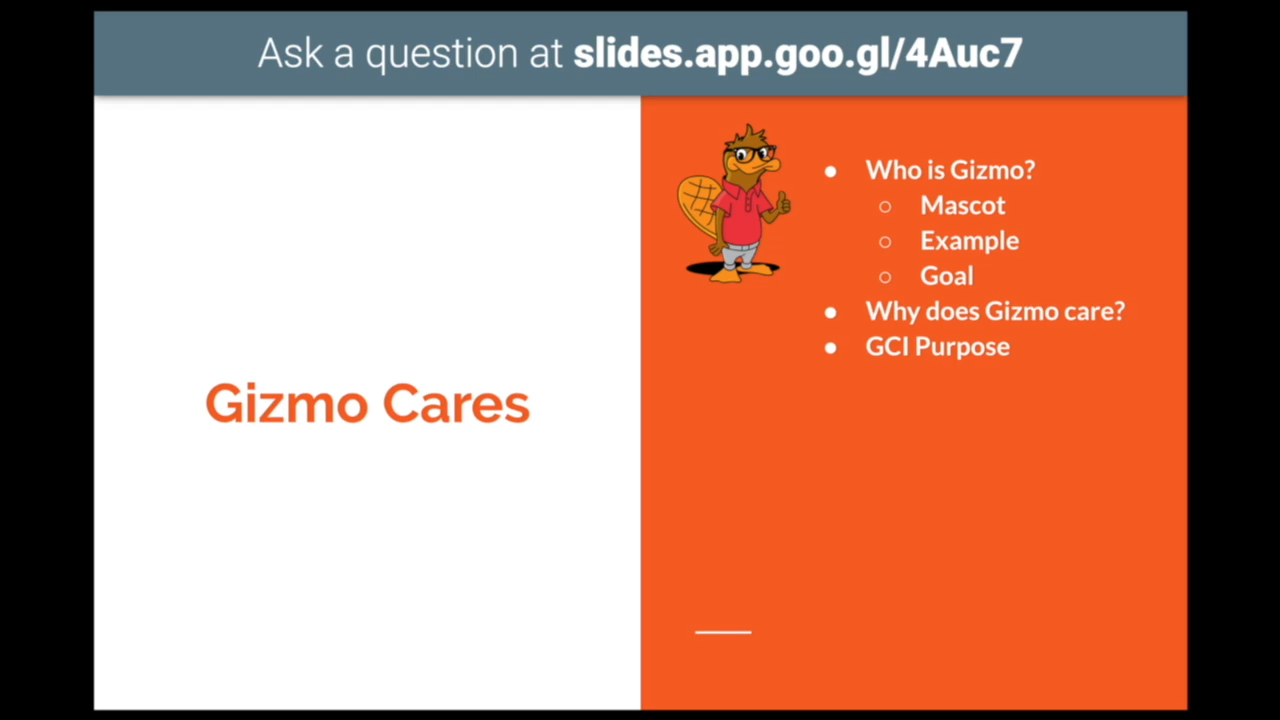 Ask a question at slides.app.goo.gl/4Auc7
Gizmo Cares
● Who is Gizmo?
○ Mascot
○ Example
○ Goal
● Why does Gizmo care?
● GCI Purpose